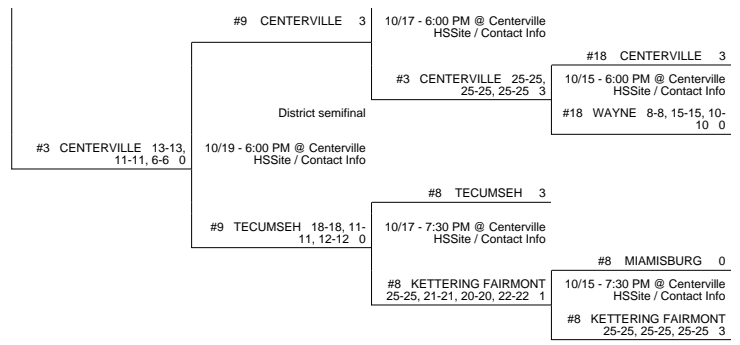 #9 CENTERVILLE 3
10/17 - 6:00 PM @ Centerville
HSSite / Contact Info
#18 CENTERVILLE 3
#3 CENTERVILLE 25-25,
25-25, 25-25 3
10/15 - 6:00 PM @ Centerville
HSSite / Contact Info
District semifinal
#18 WAYNE 8-8, 15-15, 10-
10 0
#3 CENTERVILLE 13-13,
11-11, 6-6 0
10/19 - 6:00 PM @ Centerville
HSSite / Contact Info
#8 TECUMSEH 3
#9 TECUMSEH 18-18, 11-
11, 12-12 0
10/17 - 7:30 PM @ Centerville
HSSite / Contact Info
#8 MIAMISBURG 0
#8 KETTERING FAIRMONT
25-25, 21-21, 20-20, 22-22 1
10/15 - 7:30 PM @ Centerville
HSSite / Contact Info
#8 KETTERING FAIRMONT
25-25, 25-25, 25-25 3